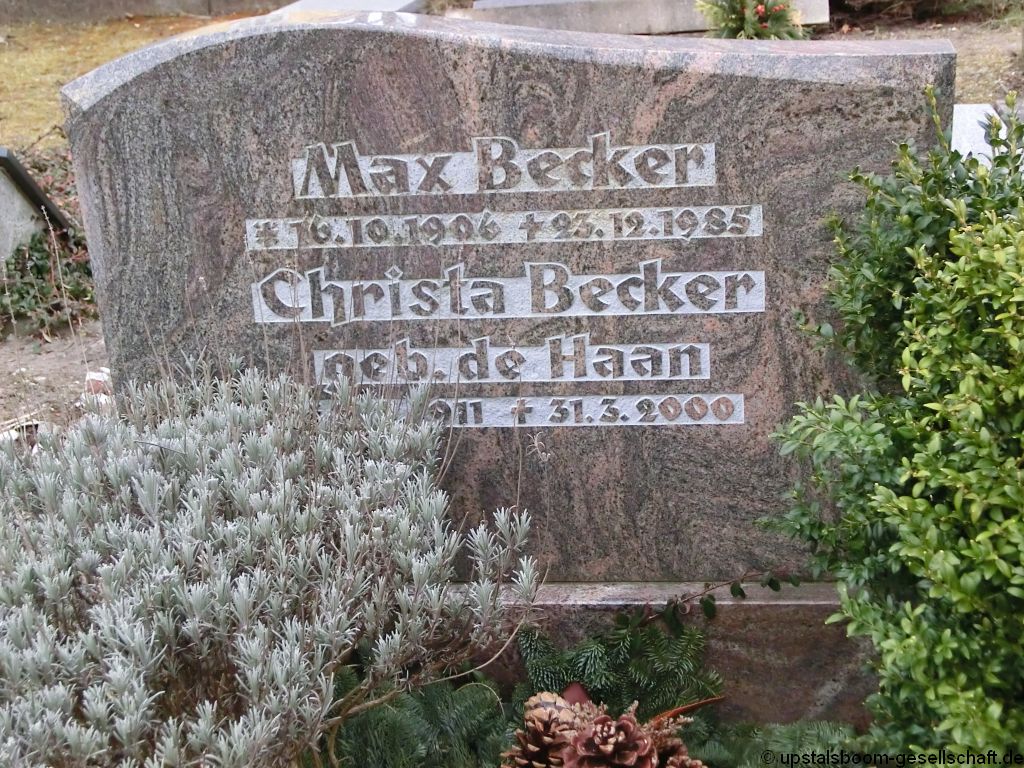 Max Becker
* 16.10.1906 ✝ 23.12.1985
Christa Becker
geb. de Haan
911 ✝ 31.3.2000
© upstalsboom-gesellschaft.de